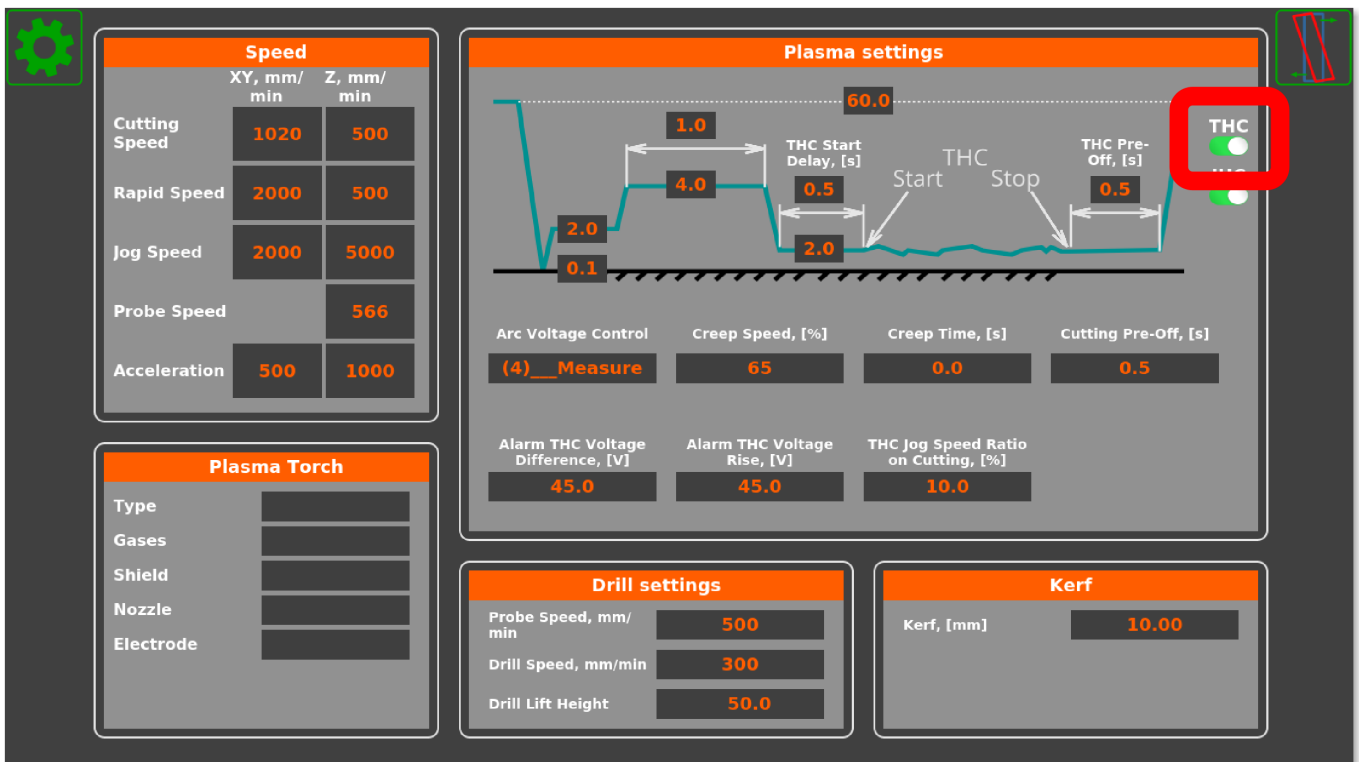 Speed
XY, mm/ Z, mm/
min min
Cutting
Speed
1020 500
Rapid Speed 2000 500
Jog Speed 2000 5000
Probe Speed 566
Acceleration 500 1000
Plasma Torch
Type
Gases
Shield
Nozzle
Electrode
Plasma settings
60.0
1.0
4.0
2.0
0.1
THC Start
Delay, [s]
0.5
2.0
THC
Start Stop
THC Pre-
Off, [s]
0.5
THC
Arc Voltage Control Creep Speed, [%] Creep Time, [s] Cutting Pre-Off, [s]
(4)___Measure 65 0.0 0.5
Alarm THC Voltage
Difference, [V]
45.0
Alarm THC Voltage
Rise, [V]
45.0
THC Jog Speed Ratio
on Cutting, [%]
10.0
Drill settings
Probe Speed, mm/
min
500
Drill Speed, mm/min 300
Drill Lift Height 50.0
Kerf
Kerf, [mm] 10.00